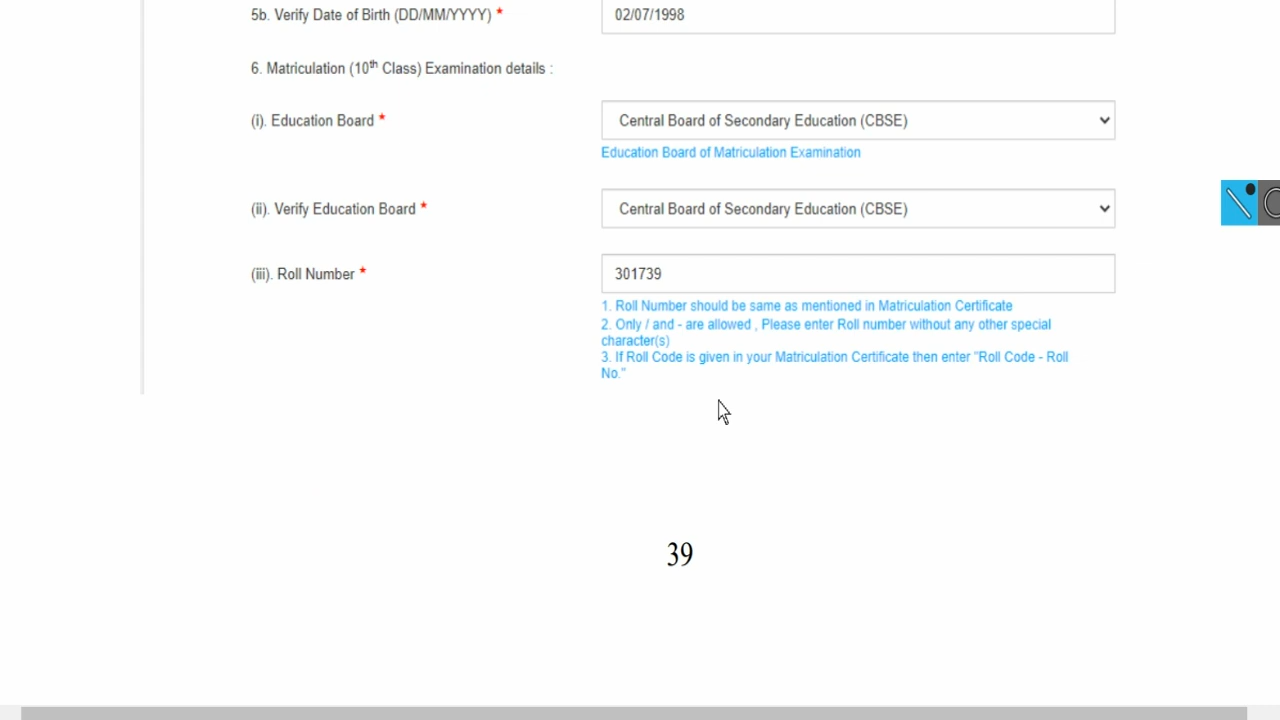 5b. Verify Date of Birth (DD/MM/YYYY) * 02/07/1998
6. Matriculation (10th Class) Examination details :
(i). Education Board * Central Board of Secondary Education (CBSE)
Education Board of Matriculation Examination
(ii). Verify Education Board * Central Board of Secondary Education (CBSE)
(iii). Roll Number * 301739
1. Roll Number should be same as mentioned in Matriculation Certificate
2. Only / and - are allowed , Please enter Roll number without any other special
character(s)
3. If Roll Code is given in your Matriculation Certificate then enter "Roll Code - Roll
No."
39